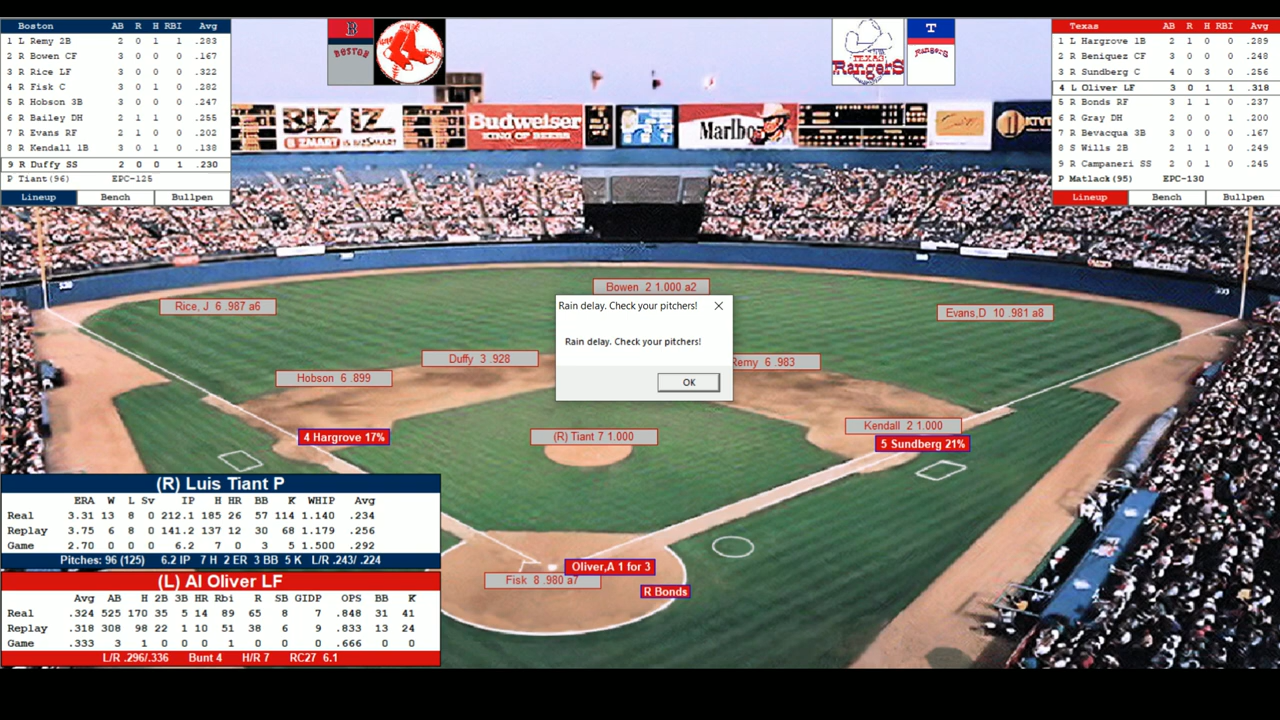 Boston AB R H RBI Avg
1 L Remy 2B 2 0 1 1 .283
2 R Bowen CF 3 0 0 0 .167
3 R Rice LF 3 0 0 0 .322
4 R Fisk C 3 0 1 0 .282
5 R Hobson 3B 3 0 0 0 .247
6 R Bailey DH 2 1 1 0 .255
7 R Evans RF 2 1 0 0 .202
8 R Kendall 1B 3 0 1 0 .138
9 R Duffy SS 2 0 0 1 .230
P Tiant(96) EPC-125
Lineup Bench Bullpen
B
BOSTON
TEXAS
RANGERS
T
RANGERS
Texas AB R H RBI Avg
1 L Hargrove 1B 2 1 0 0 .289
2 R Beniquez CF 3 0 0 0 .248
3 R Sundberg C 4 0 3 0 .256
4 L Oliver LF 3 0 1 1 .318
5 R Bonds RF 3 1 1 0 .237
6 R Gray DH 2 0 0 1 .200
7 R Bevacqua 3B 3 0 1 0 .167
8 S Wills 2B 2 1 1 0 .249
9 R Campaneri SS 2 0 1 0 .245
P Matlack(95) EPC-130
Lineup Bench Bullpen
Budweiser
KING OF BEERS
Marlboro
Bowen 2 1.000 a2
Rice, J 6 .987 a6
Evans,D 10 .981 a8
Rain delay. Check your pitchers!
Rain delay. Check your pitchers!
OK
Duffy 3 .928
Remy 6 .983
Hobson 6 .899
Kendall 2 1.000
4 Hargrove 17%
(R) Tiant 7 1.000
5 Sundberg 21%
(R) Luis Tiant P
ERA W L Sv IP H HR BB K WHIP Avg
Real 3.31 13 8 0 212.1 185 26 57 114 1.140 .234
Replay 3.75 6 8 0 141.2 137 12 30 68 1.179 .256
Game 2.70 0 0 0 6.2 7 0 3 5 1.500 .292
Pitches: 96 (125) 6.2 IP 7 H 2 ER 3 BB 5 K L/R .243/ .224
Oliver,A 1 for 3
Fisk 8 .980 a7
R Bonds
(L) Al Oliver LF
Avg AB H 2B 3B HR Rbi R SB GIDP OPS BB K
Real .324 525 170 35 5 14 89 65 8 7 .848 31 41
Replay .318 308 98 22 1 10 51 38 6 9 .833 13 24
Game .333 3 1 0 0 0 1 0 0 0 .666 0 0
L/R .296/.336 Bunt 4 H/R 7 RC27 6.1